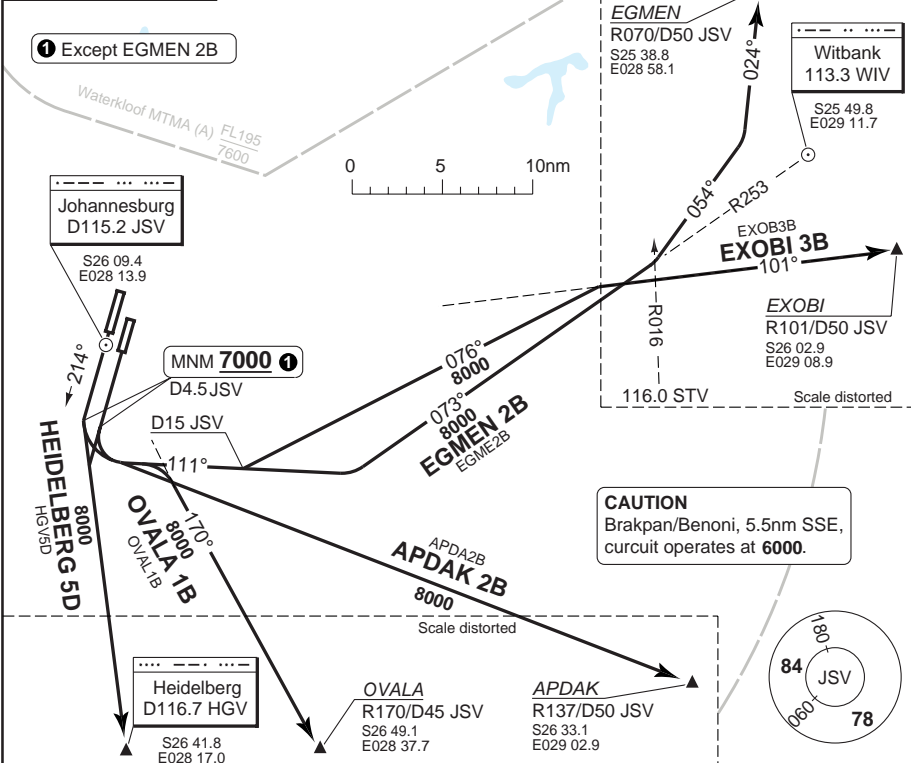 ❶ Except EGMEN 2B
Waterkloof MTMA (A) FL195
7600
0 5 10nm
EGMEN
R070/D50 JSV
S25 38.8
E028 58.1
024°
Witbank
113.3 WIV
S25 49.8
E029 11.7
Johannesburg
D115.2 JSV
S26 09.4
E028 13.9
214°
MNM 7000 ❶
D4.5 JSV
D15 JSV
111°
076°
8000
073°
8000
EGMEN 2B
EGME2B
054°
R253
EXOB3B
EXOBI 3B
101°
R016
116.0 STV
EXOBI
R101/D50 JSV
S26 02.9
E029 08.9
Scale distorted
HEIDELBERG 5D
HGV5D
8000
170°
8000
OVALA 1B
OVAL1B
APDA2B
APDAK 2B
8000
CAUTION
Brakpan/Benoni, 5.5nm SSE,
curcuit operates at 6000.
Scale distorted
Heidelberg
D116.7 HGV
S26 41.8
E028 17.0
OVALA
R170/D45 JSV
S26 49.1
E028 37.7
APDAK
R137/D50 JSV
S26 33.1
E029 02.9
180°
84
JSV
060°
78